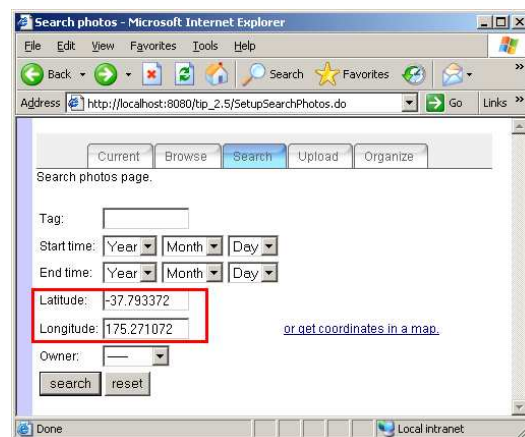 Search photos - Microsoft Internet Explorer
File Edit View Favorites Tools Help
Back Search Favorites
Address http://localhost:8080/tip_2.5/SetupSearchPhotos.do Go Links
Current Browse Search Upload Organize
Search photos page.
Tag:
Start time: Year Month Day
End time: Year Month Day
Latitude: -37.793372
Longitude: 175.271072 or get coordinates in a map.
Owner: ----
search reset
Done Local intranet